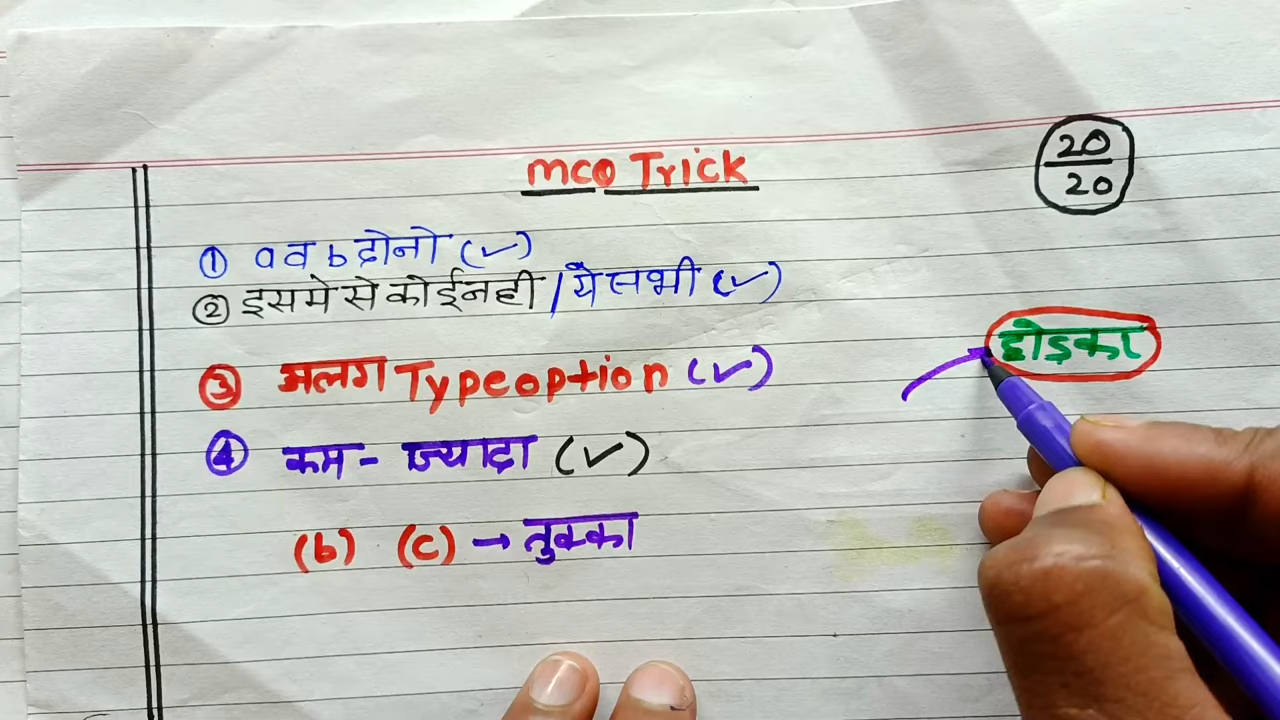 MCQ Trick
20
20
① a व b दोनो (✓)
② इसमे से कोई नही / ये सभी (✓)
③ अलग Type option (✓)
④ कम - ज्यादा (✓)
(b) (c) → तुक्का